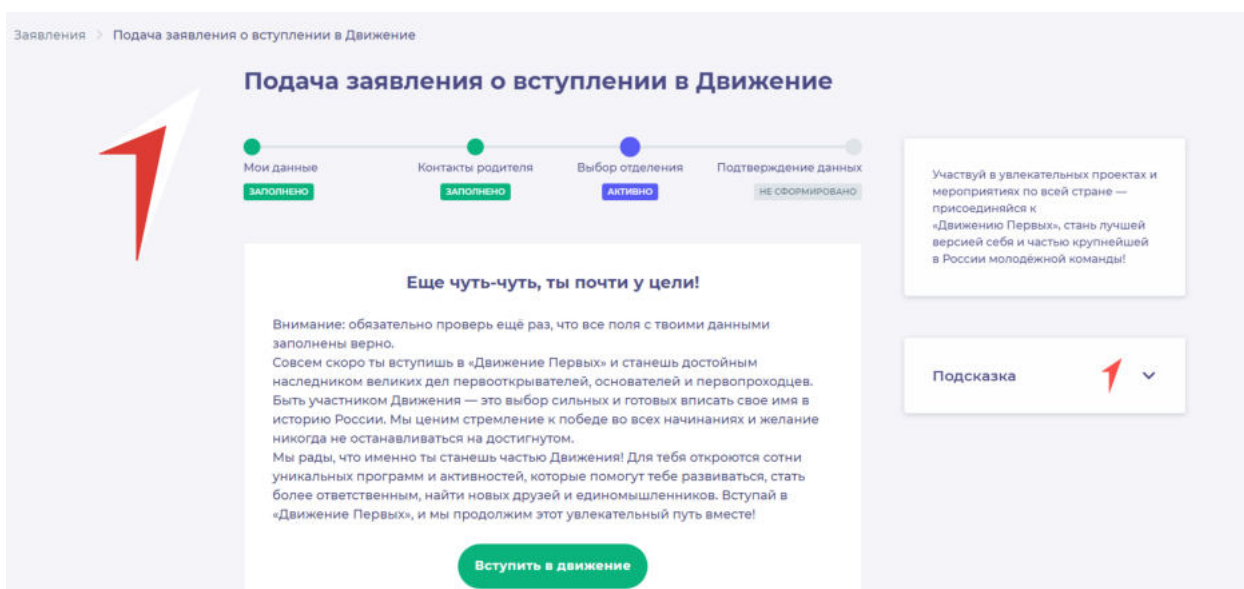 Заявления > Подача заявления о вступлении в Движение
Подача заявления о вступлении в Движение
Мои данные
ЗАПОЛНЕНО
Контакты родителя
ЗАПОЛНЕНО
Выбор отделения
АКТИВНО
Подтверждение данных
НЕ СФОРМИРОВАНО
Еще чуть-чуть, ты почти у цели!
Внимание: обязательно проверь ещё раз, что все поля с твоими данными
заполнены верно.
Совсем скоро ты вступишь в «Движение Первых» и станешь достойным
наследником великих дел первооткрывателей, основателей и первопроходцев.
Быть участником Движения — это выбор сильных и готовых вписать свое имя в
историю России. Мы ценим стремление к победе во всех начинаниях и желание
никогда не останавливаться на достигнутом.
Мы рады, что именно ты станешь частью Движения! Для тебя откроются сотни
уникальных программ и активностей, которые помогут тебе развиваться, стать
более ответственным, найти новых друзей и единомышленников. Вступай в
«Движение Первых», и мы продолжим этот увлекательный путь вместе!
Вступить в движение
Участвуй в увлекательных проектах и
мероприятиях по всей стране —
присоединяйся к
«Движению Первых», стань лучшей
версией себя и частью крупнейшей
в России молодёжной команды!
Подсказка